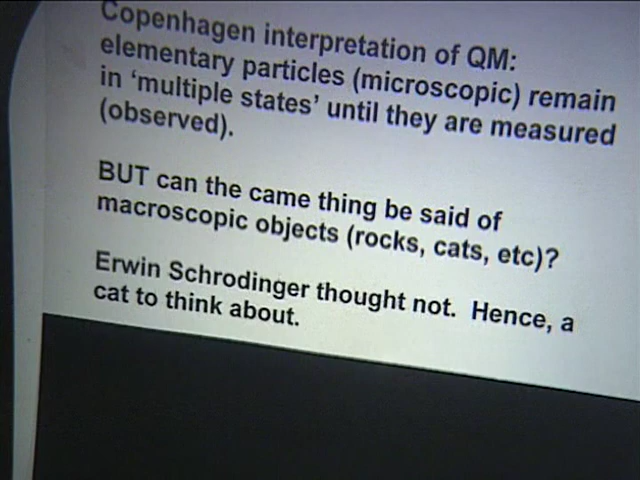 Copenhagen interpretation of QM:
elementary particles (microscopic) remain
in ‘multiple states’ until they are measured
(observed).
BUT can the came thing be said of
macroscopic objects (rocks, cats, etc)?
Erwin Schrodinger thought not.  Hence, a
cat to think about.